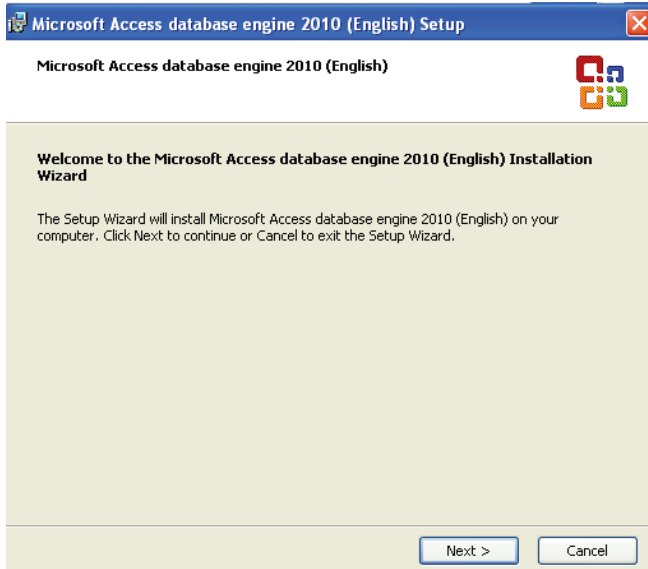 Microsoft Access database engine 2010 (English) Setup
Microsoft Access database engine 2010 (English)
Welcome to the Microsoft Access database engine 2010 (English) Installation
Wizard
The Setup Wizard will install Microsoft Access database engine 2010 (English) on your
computer. Click Next to continue or Cancel to exit the Setup Wizard.
Next >
Cancel